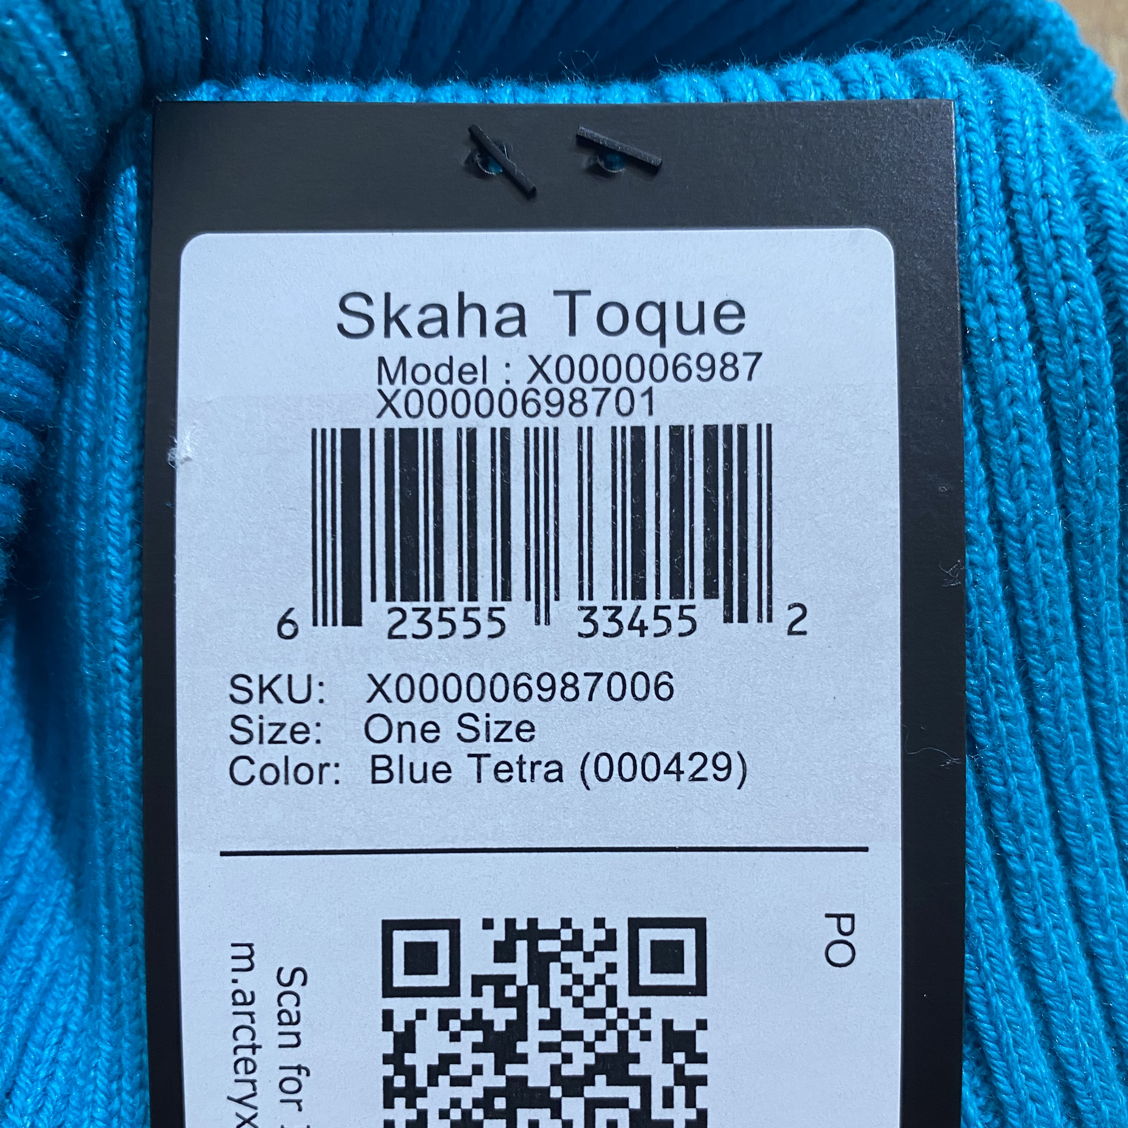 Skaha Toque
Model : X000006987
X00000698701
6 23555 33455 2
SKU: X000006987006
Size: One Size
Color: Blue Tetra (000429)
PO
Scan for
m.arcteryx